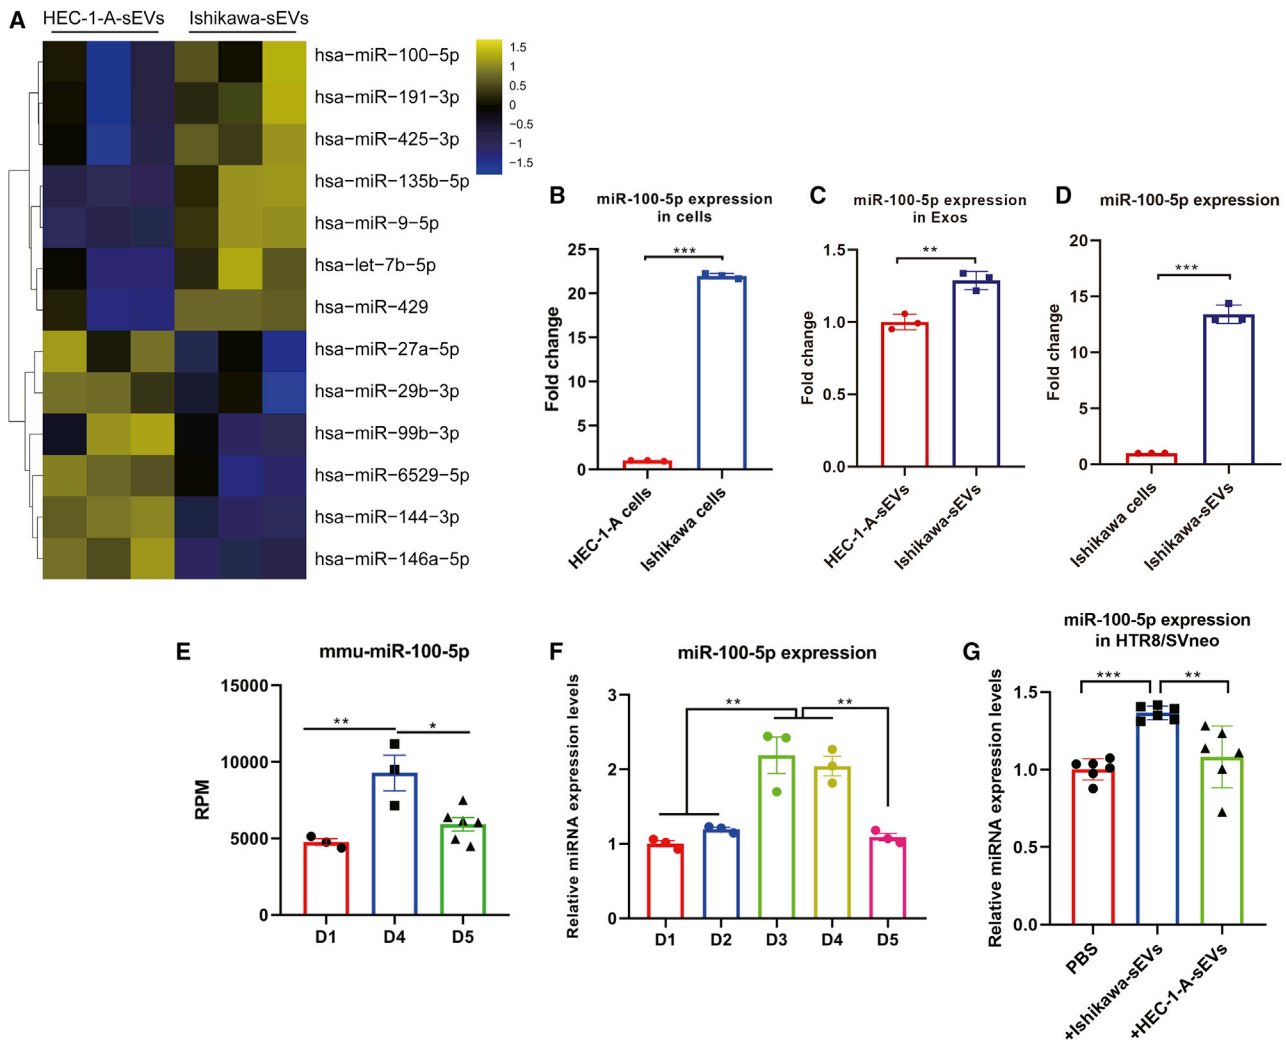 A
HEC-1-A-sEVs
Ishikawa-sEVs
hsa-miR-100-5p
hsa-miR-191-3p
hsa-miR-425-3p
hsa-miR-135b-5p
hsa-miR-9-5p
hsa-let-7b-5p
hsa-miR-429
hsa-miR-27a-5p
hsa-miR-29b-3p
hsa-miR-99b-3p
hsa-miR-6529-5p
hsa-miR-144-3p
hsa-miR-146a-5p
1.5
1
0.5
0
-0.5
-1
-1.5
B
miR-100-5p expression
in cells
Fold change
25
20
15
10
5
0
***
HEC-1-A cells
Ishikawa cells
C
miR-100-5p expression
in Exos
Fold change
1.5
1.0
0.5
0.0
**
HEC-1-A-sEVs
Ishikawa-sEVs
D
miR-100-5p expression
Fold change
20
15
10
5
0
***
Ishikawa cells
Ishikawa-sEVs
E
mmu-miR-100-5p
RPM
15000
10000
5000
0
**
*
D1
D4
D5
F
miR-100-5p expression
Relative miRNA expression levels
3
2
1
0
**
**
D1
D2
D3
D4
D5
G
miR-100-5p expression
in HTR8/SVneo
Relative miRNA expression levels
1.5
1.0
0.5
0.0
***
**
PBS
+Ishikawa-sEVs
+HEC-1-A-sEVs